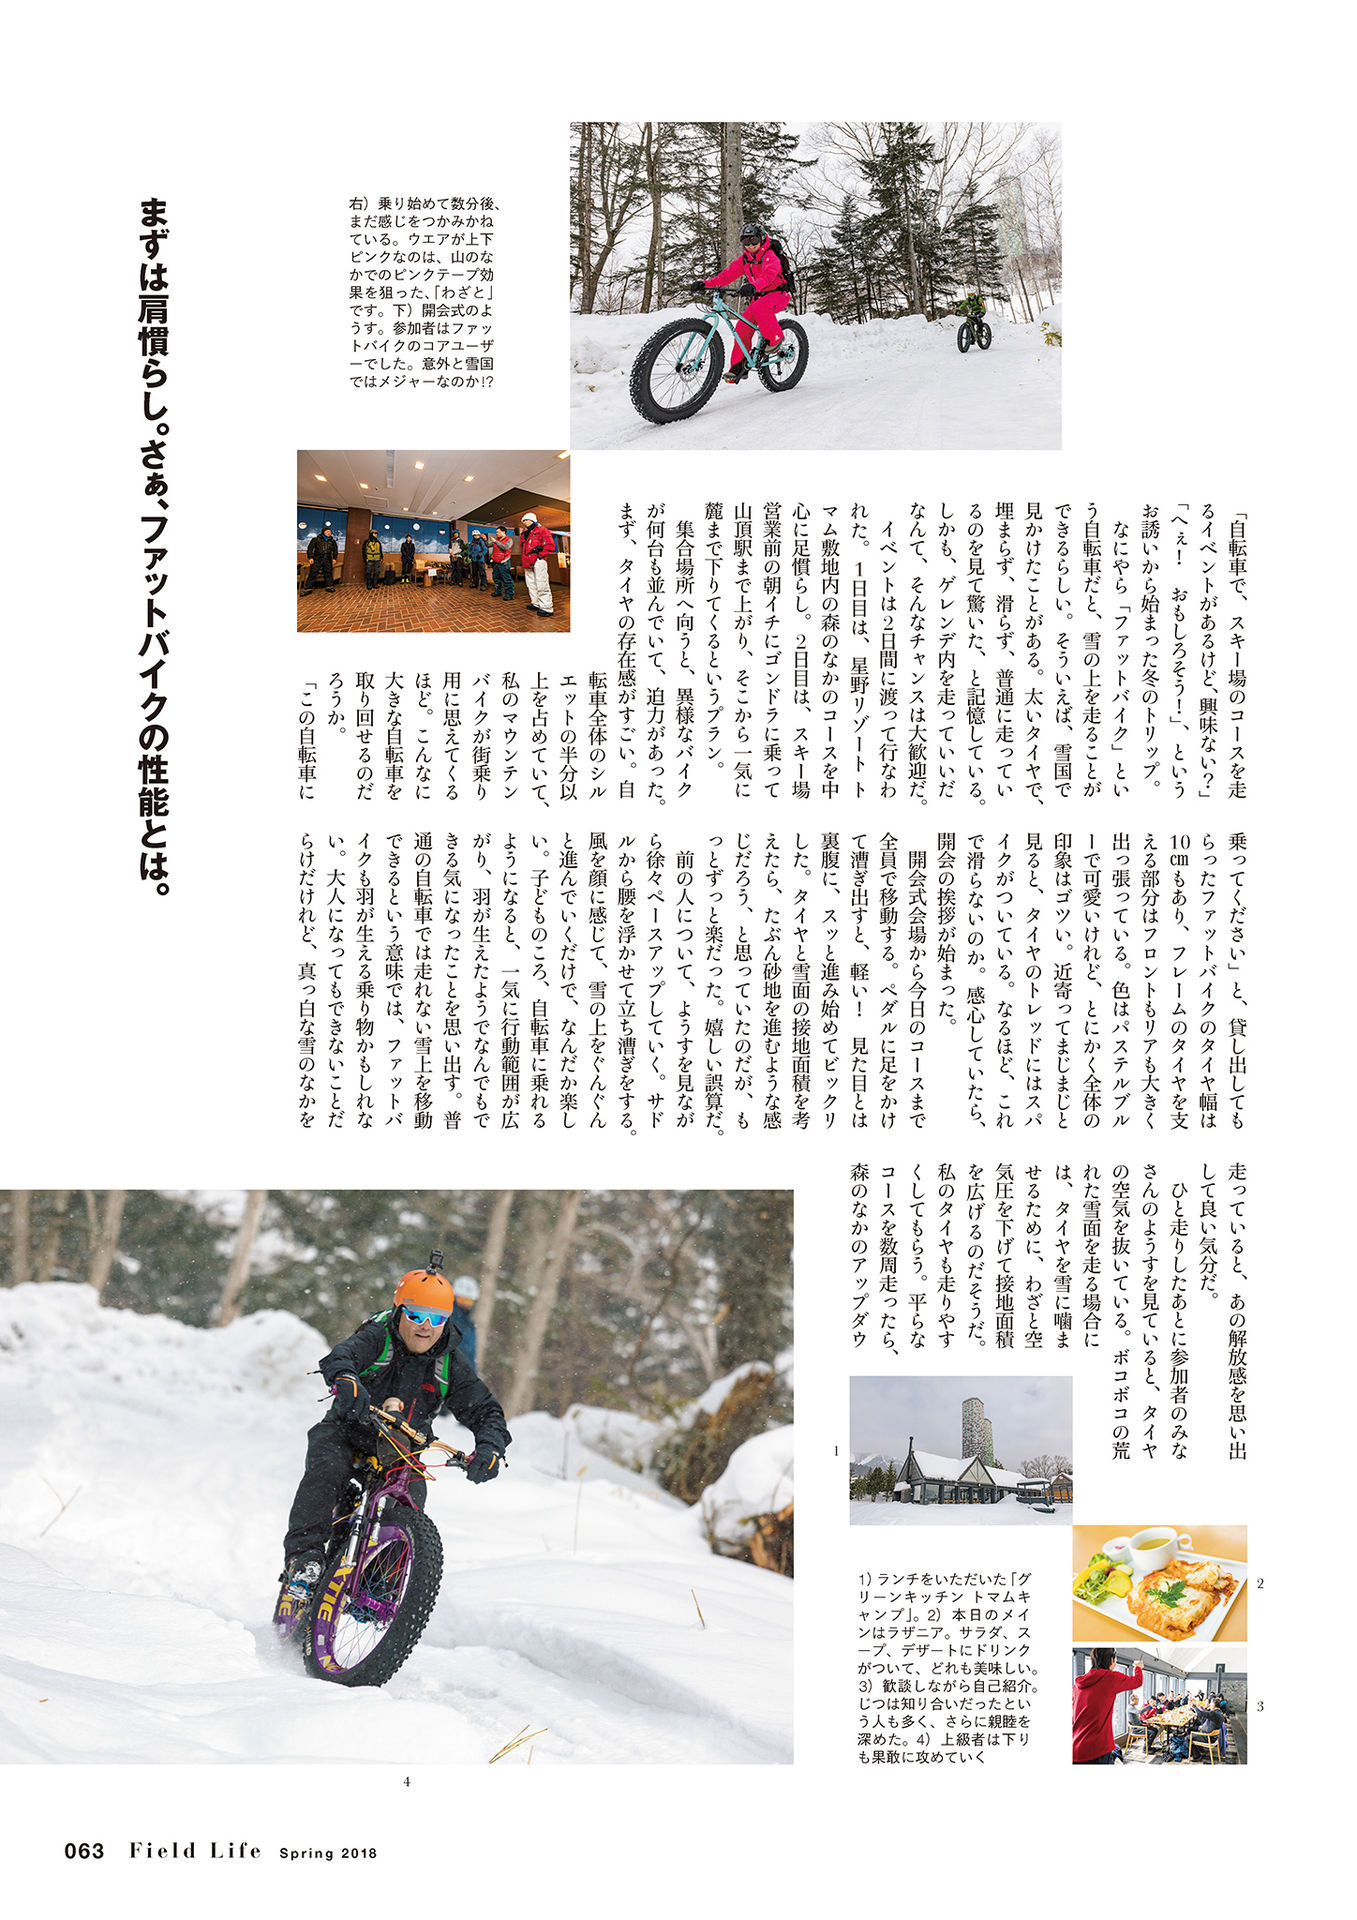 まずは肩慣らし。さぁ、ファットバイクの性能とは。
右）乗り始めて数分後、
まだ感じをつかみかね
ている。ウエアが上下
ピンクなのは、山のな
かでのピンクテープ効
果を狙った、「わざと」
です。下）開会式のよ
うす。参加者はファッ
トバイクのコアユーザ
ーでした。意外と雪国
ではメジャーなのか!?
「自転車で、スキー場のコースを走
るイベントがあるけど、興味ない？」
「へぇ！　おもしろそう！」、という
お誘いから始まった冬のトリップ。
なにやら「ファットバイク」とい
う自転車だと、雪の上を走ることが
できるらしい。そういえば、雪国で
見かけたことがある。太いタイヤで、
埋まらず、滑らず、普通に走ってい
るのを見て驚いた、と記憶している。
しかも、ゲレンデ内を走っていいだ
なんて、そんなチャンスは大歓迎だ。
イベントは2日間に渡って行なわ
れた。1日目は、星野リゾート ト
マム敷地内の森のなかのコースを中
心に足慣らし。2日目は、スキー場
営業前の朝イチにゴンドラに乗って
山頂駅まで上がり、そこから一気に
麓まで下りてくるというプラン。
集合場所へ向うと、異様なバイク
が何台も並んでいて、迫力があった。
まず、タイヤの存在感がすごい。自
転車全体のシル
エットの半分以
上を占めていて、
私のマウンテン
バイクが街乗り
用に思えてくる
ほど。こんなに
大きな自転車を
取り回せるのだ
ろうか。
「この自転車に
乗ってください」と、貸し出しても
らったファットバイクのタイヤ幅は
10㎝もあり、フレームのタイヤを支
える部分はフロントもリアも大きく
出っ張っている。色はパステルブル
ーで可愛いけれど、とにかく全体の
印象はゴツい。近寄ってまじまじと
見ると、タイヤのトレッドにはスパ
イクがついている。なるほど、これ
で滑らないのか。感心していたら、
開会の挨拶が始まった。
開会式会場から今日のコースまで
全員で移動する。ペダルに足をかけ
て漕ぎ出すと、軽い！　見た目とは
裏腹に、スッと進み始めてビックリ
した。タイヤと雪面の接地面積を考
えたら、たぶん砂地を進むような感
じだろう、と思っていたのだが、も
っとずっと楽だった。嬉しい誤算だ。
前の人について、ようすを見なが
ら徐々ペースアップしていく。サド
ルから腰を浮かせて立ち漕ぎをする。
風を顔に感じて、雪の上をぐんぐん
と進んでいくだけで、なんだか楽し
い。子どものころ、自転車に乗れる
ようになると、一気に行動範囲が広
がり、羽が生えたようでなんでもで
きる気になったことを思い出す。普
通の自転車では走れない雪上を移動
できるという意味では、ファットバ
イクも羽が生える乗り物かもしれな
い。大人になってもできないことだ
らけだけれど、真っ白な雪のなかを
走っていると、あの解放感を思い出
して良い気分だ。
ひと走りしたあとに参加者のみな
さんのようすを見ていると、タイヤ
の空気を抜いている。ボコボコの荒
れた雪面を走る場合に
は、タイヤを雪に噛ま
せるために、わざと空
気圧を下げて接地面積
を広げるのだそうだ。
私のタイヤも走りやす
くしてもらう。平らな
コースを数周走ったら、
森のなかのアップダウ
1
2
3
1）ランチをいただいた「グ
リーンキッチン トマムキ
ャンプ」。2）本日のメイ
ンはラザニア。サラダ、ス
ープ、デザートにドリンク
がついて、どれも美味しい。
3）歓談しながら自己紹介。
じつは知り合いだったとい
う人も多く、さらに親睦を
深めた。4）上級者は下り
も果敢に攻めていく
4
063 Field Life Spring 2018